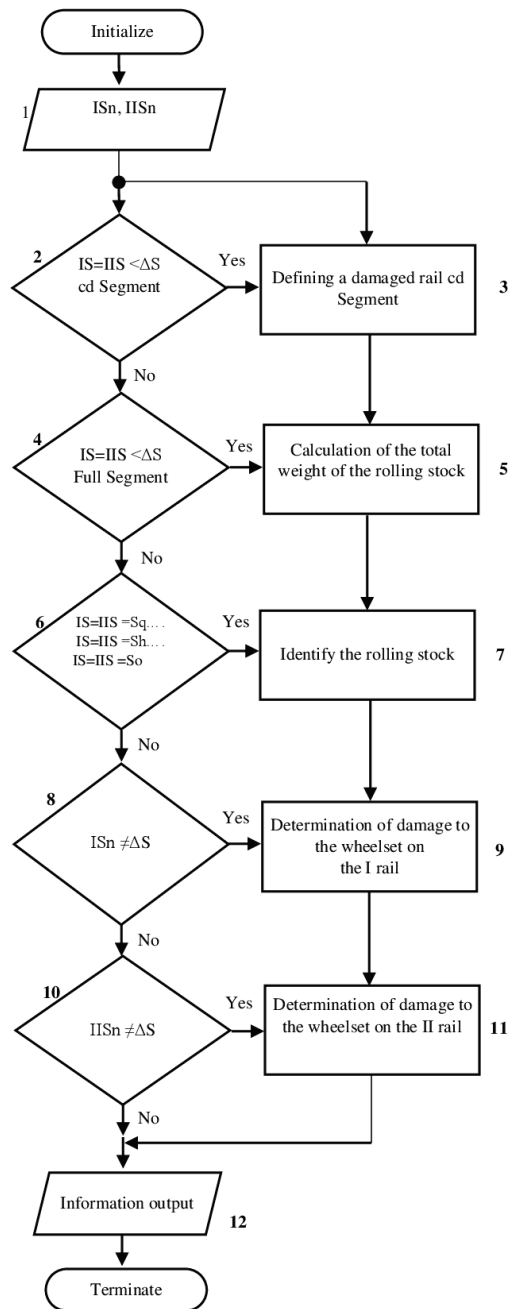 Initialize
1
ISn, IISn
2
IS=IIS <ΔS
cd Segment
Yes
Defining a damaged rail cd
Segment
3
No
4
IS=IIS <ΔS
Full Segment
Yes
Calculation of the total
weight of the rolling stock
5
No
6
IS=IIS =Sq....
IS=IIS =Sh....
IS=IIS =So
Yes
Identify the rolling stock
7
No
8
ISn ≠ΔS
Yes
Determination of damage to
the wheelset on
the I rail
9
No
10
IISn ≠ΔS
Yes
Determination of damage to
the wheelset on the II rail
11
No
Information output
12
Terminate